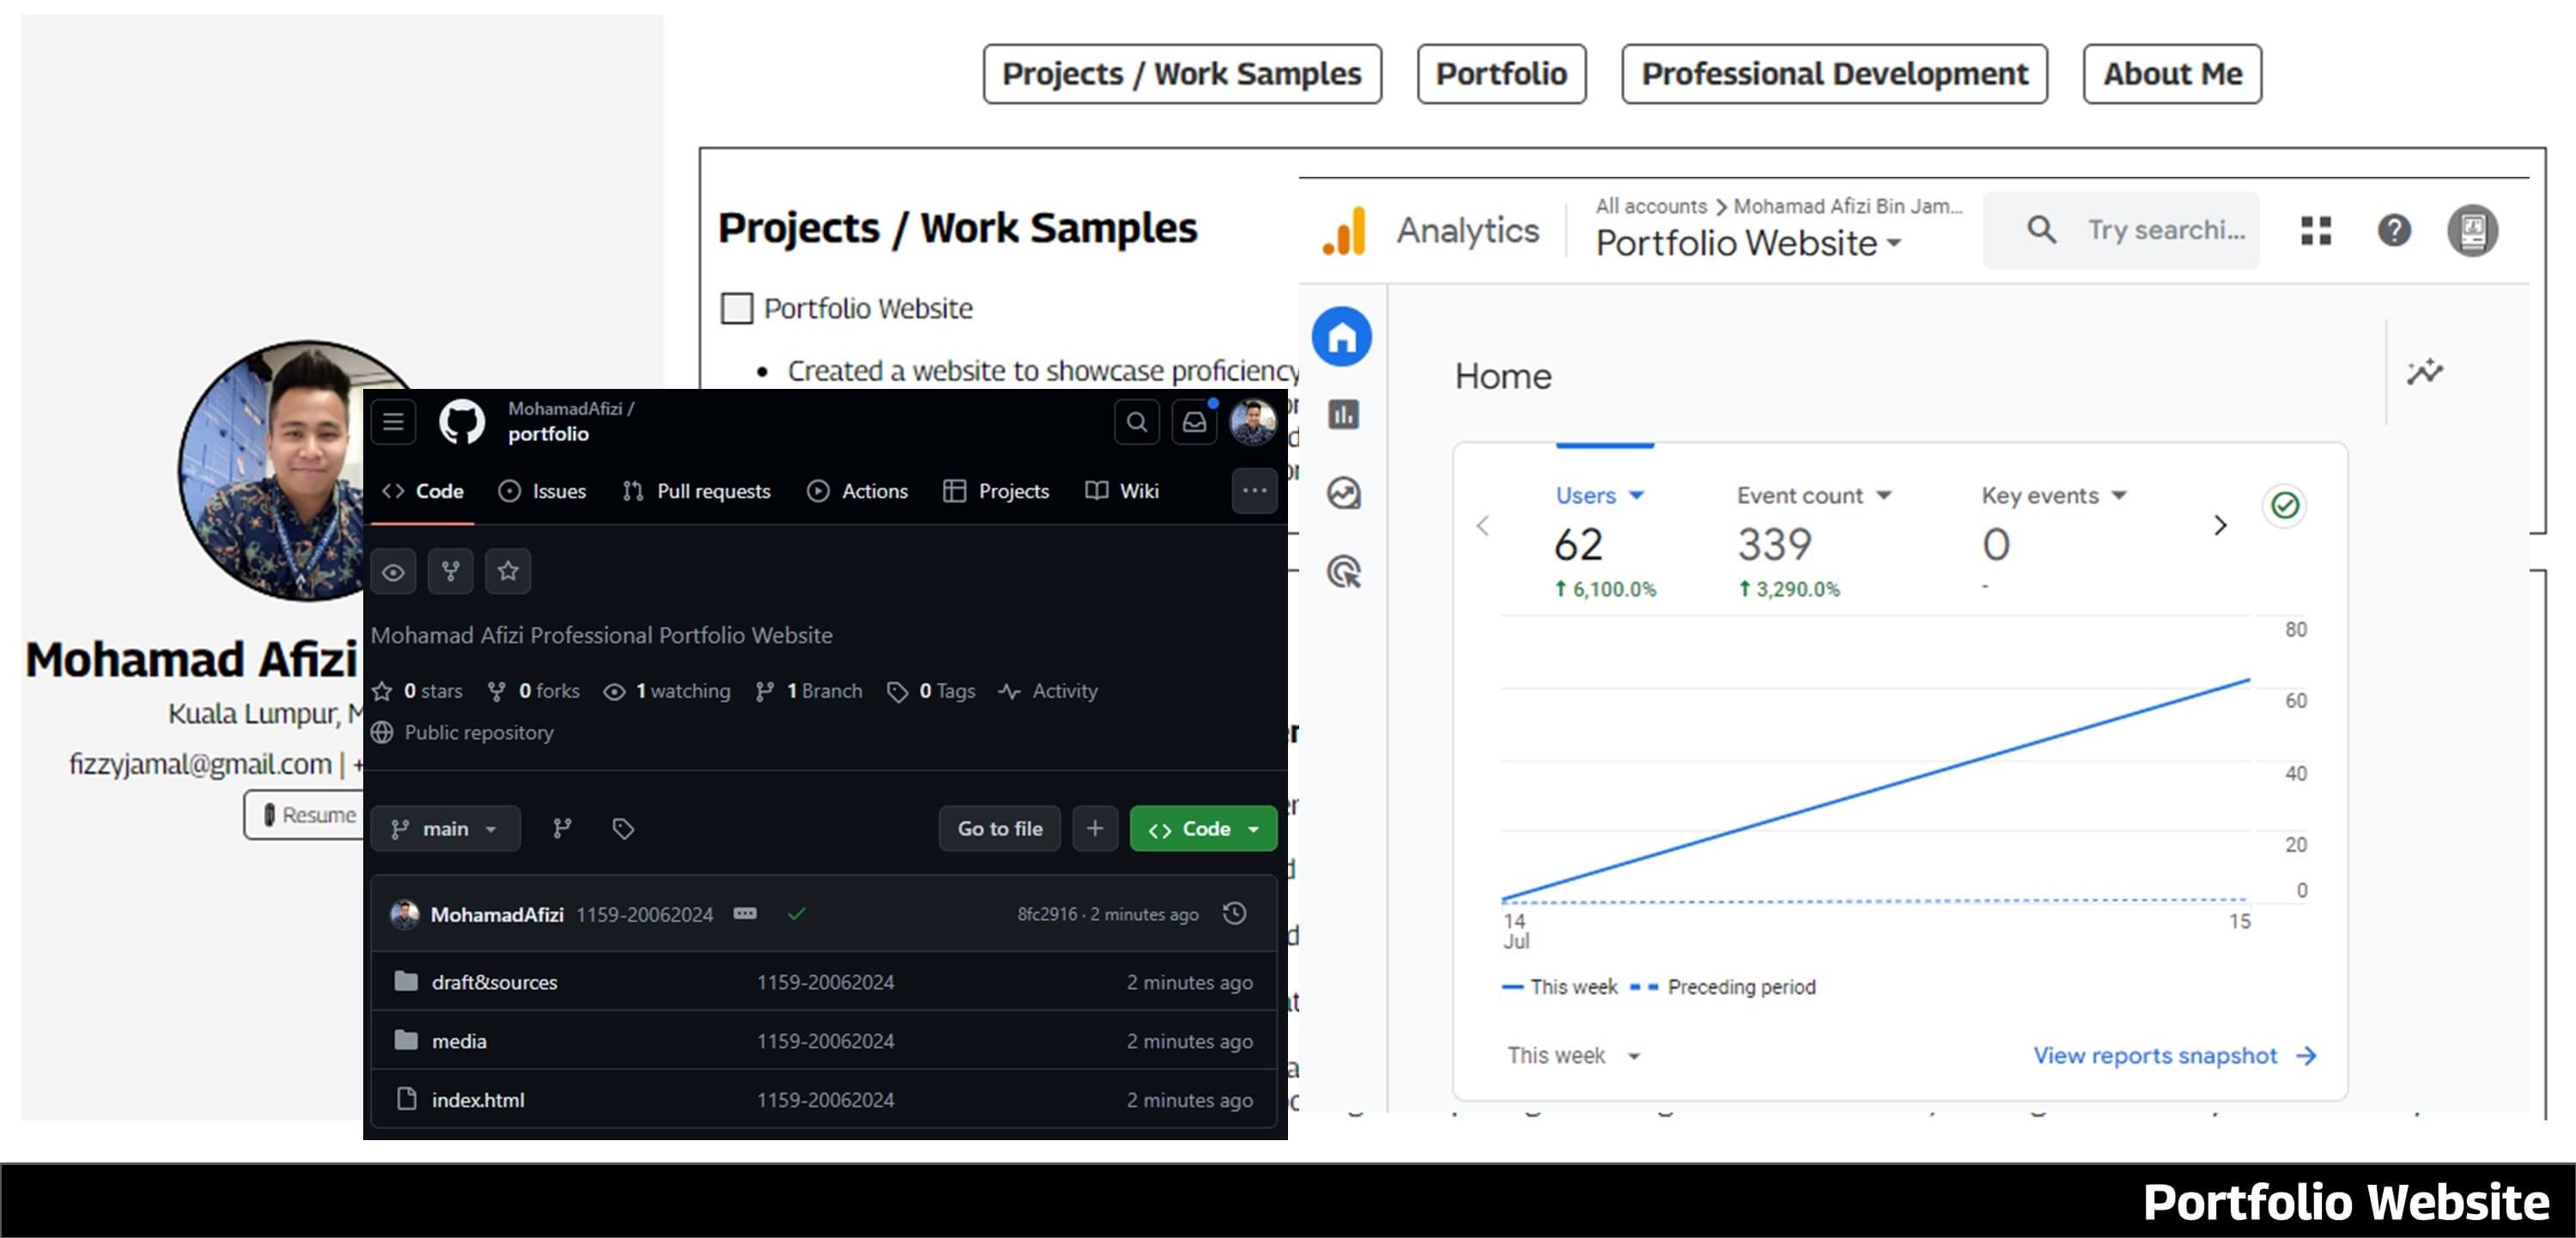 Projects / Work Samples
Portfolio
Professional Development
About Me
Projects / Work Samples
Portfolio Website
• Created a website to showcase proficiency
Mohamad Afizi
Kuala Lumpur,
fizzyjamal@gmail.com | +
Resume
MohamadAfizi /
portfolio
Code
Issues
Pull requests
Actions
Projects
Wiki
Mohamad Afizi Professional Portfolio Website
0 stars
0 forks
1 watching
1 Branch
0 Tags
Activity
Public repository
main
Go to file
Code
MohamadAfizi 1159-20062024
8fc2916 · 2 minutes ago
draft&sources 1159-20062024 2 minutes ago
media 1159-20062024 2 minutes ago
index.html 1159-20062024 2 minutes ago
Analytics
All accounts > Mohamad Afizi Bin Jam...
Portfolio Website
Try searchi...
Home
Users
62
↑ 6,100.0%
Event count
339
↑ 3,290.0%
Key events
0
-
80
60
40
20
0
14
Jul
15
This week
Preceding period
This week
View reports snapshot
Portfolio Website